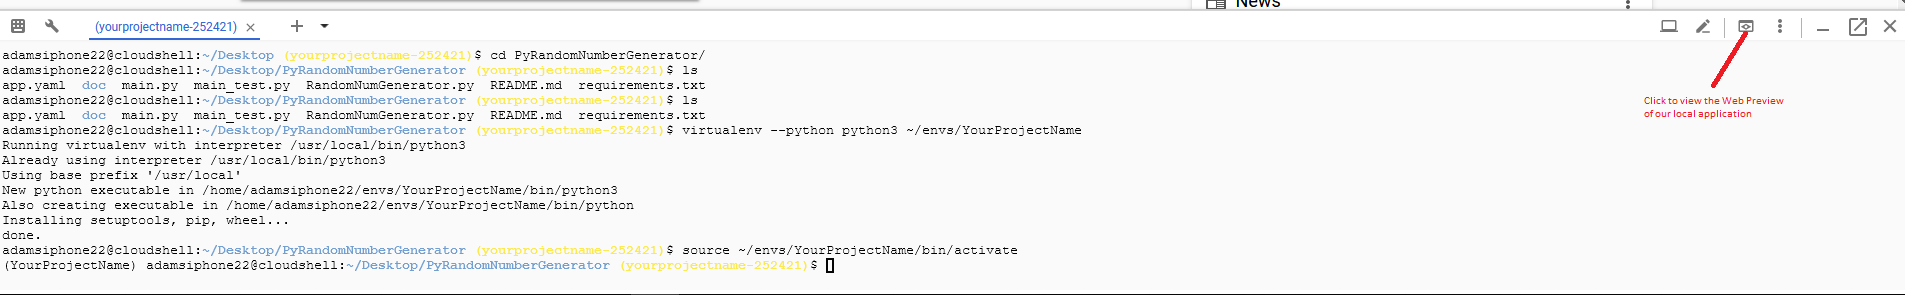 News
(yourprojectname-252421)
adamsiphone22@cloudshell:~/Desktop (yourprojectname-252421)$ cd PyRandomNumberGenerator/
adamsiphone22@cloudshell:~/Desktop/PyRandomNumberGenerator (yourprojectname-252421)$ ls
app.yaml doc main.py main_test.py RandomNumGenerator.py README.md requirements.txt
adamsiphone22@cloudshell:~/Desktop/PyRandomNumberGenerator (yourprojectname-252421)$ ls
app.yaml doc main.py main_test.py RandomNumGenerator.py README.md requirements.txt
adamsiphone22@cloudshell:~/Desktop/PyRandomNumberGenerator (yourprojectname-252421)$ virtualenv --python python3 ~/envs/YourProjectName
Running virtualenv with interpreter /usr/local/bin/python3
Already using interpreter /usr/local/bin/python3
Using base prefix '/usr/local'
New python executable in /home/adamsiphone22/envs/YourProjectName/bin/python3
Also creating executable in /home/adamsiphone22/envs/YourProjectName/bin/python
Installing setuptools, pip, wheel...
done.
adamsiphone22@cloudshell:~/Desktop/PyRandomNumberGenerator (yourprojectname-252421)$ source ~/envs/YourProjectName/bin/activate
(YourProjectName) adamsiphone22@cloudshell:~/Desktop/PyRandomNumberGenerator (yourprojectname-252421)$
Click to view the Web Preview
of our local application